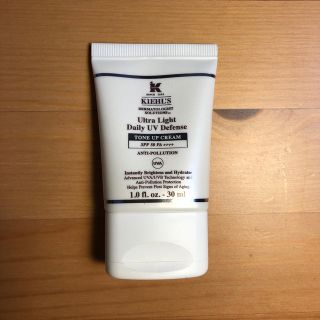 K
SINCE 1851
KIEHL'S
DERMATOLOGIST
SOLUTIONS™
Ultra Light
Daily UV Defense
TONE UP CREAM
SPF 50 PA ++++
ANTI-POLLUTION
UVA
Instantly Brightens and Hydrates
Advanced UVA/UVB Technology and
Anti-Pollution Protection
Helps Prevent First Signs of Aging
1.0 fl. oz. - 30 ml